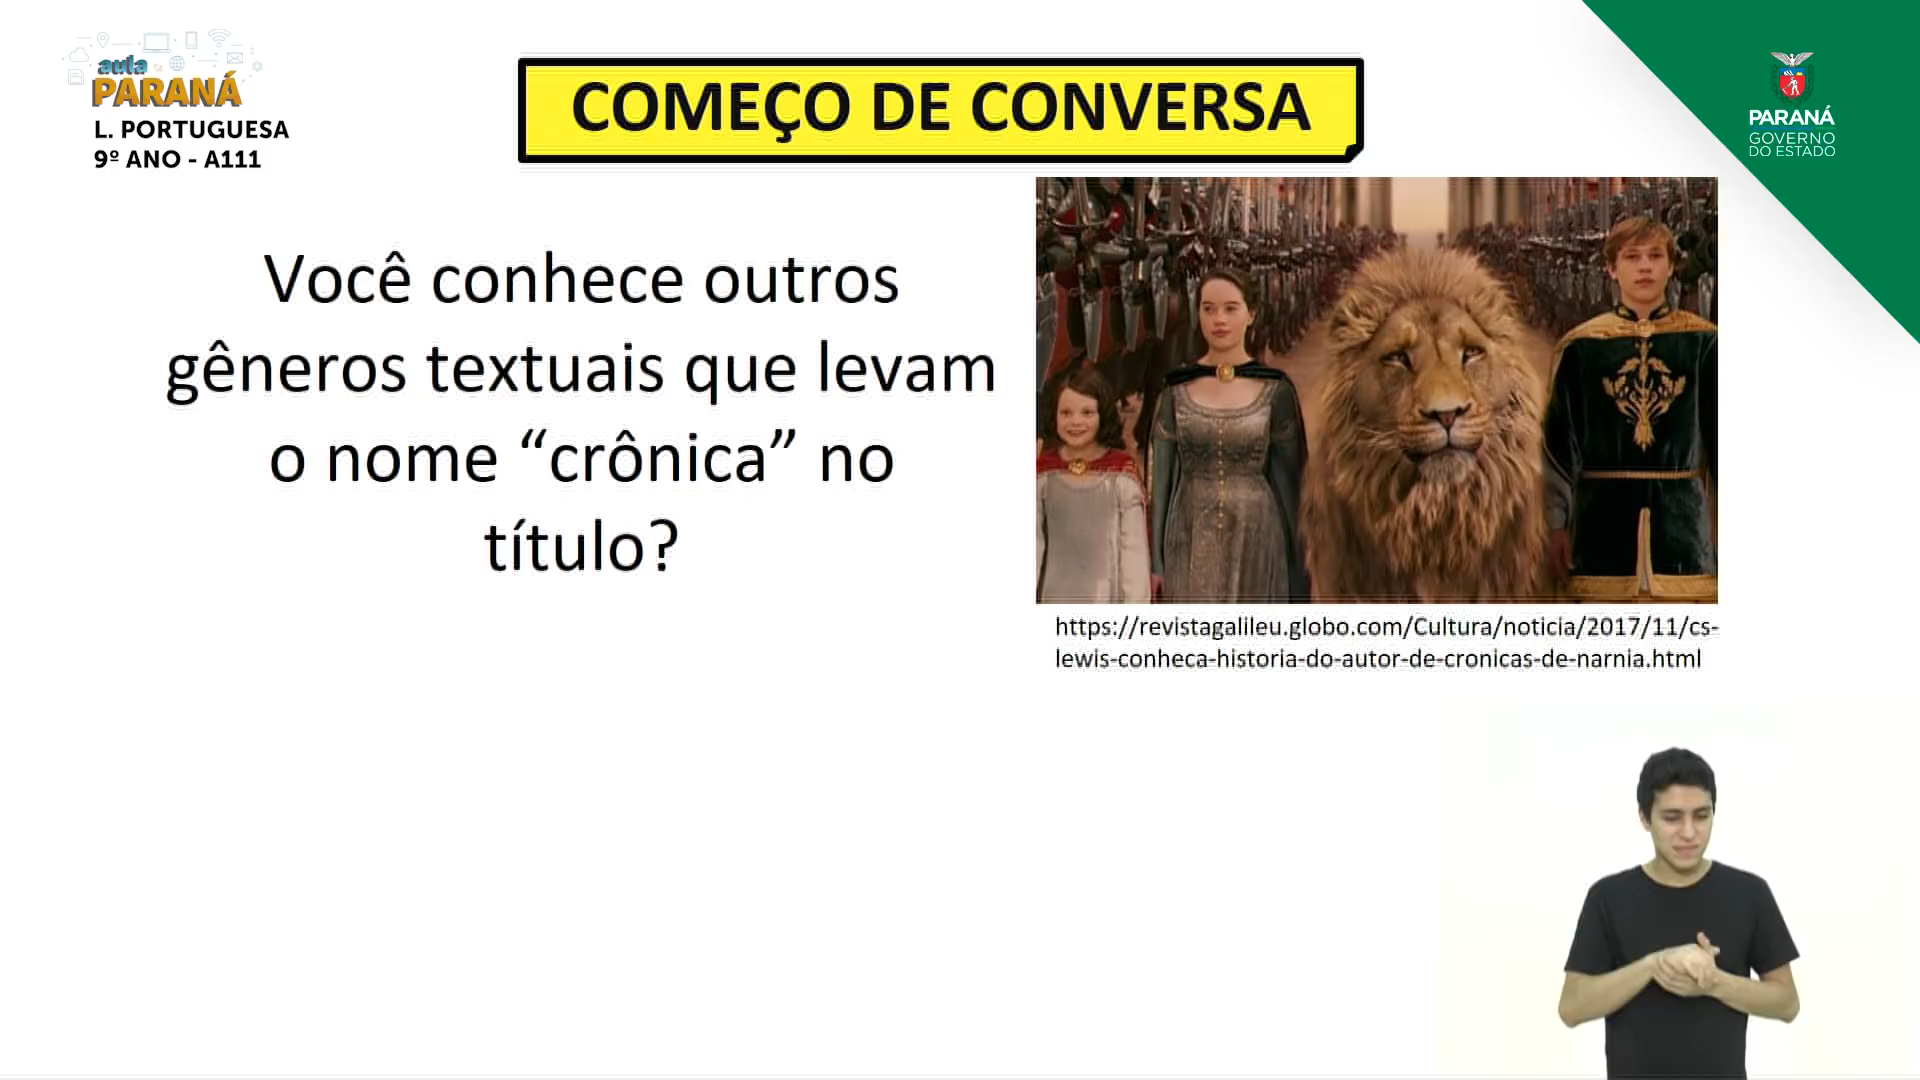 aula
PARANÁ
L. PORTUGUESA
9º ANO - A111
COMEÇO DE CONVERSA
PARANÁ
GOVERNO
DO ESTADO
Você conhece outros
gêneros textuais que levam
o nome “crônica” no
título?
https://revistagalileu.globo.com/Cultura/noticia/2017/11/cs-
lewis-conheca-historia-do-autor-de-cronicas-de-narnia.html